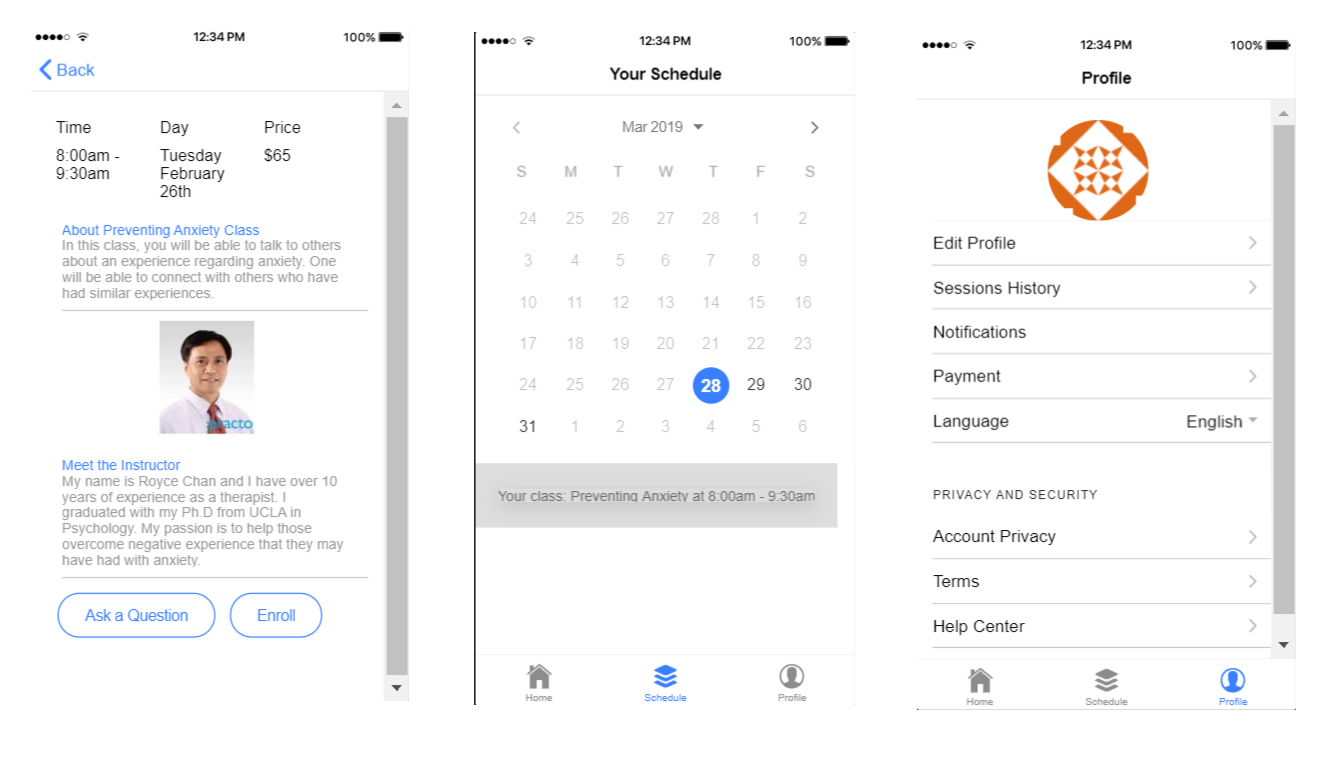 12:34 PM
100%
Back
Time Day Price
8:00am - Tuesday $65
9:30am February
26th
About Preventing Anxiety Class
In this class, you will be able to talk to others
about an experience regarding anxiety. One
will be able to connect with others who have
had similar experiences.
Meet the Instructor
My name is Royce Chan and I have over 10
years of experience as a therapist. I
graduated with my Ph.D from UCLA in
Psychology. My passion is to help those
overcome negative experience that they may
have had with anxiety.
Ask a Question
Enroll
12:34 PM
100%
Your Schedule
Mar 2019
S M T W T F S
24 25 26 27 28 1 2
3 4 5 6 7 8 9
10 11 12 13 14 15 16
17 18 19 20 21 22 23
24 25 26 27 28 29 30
31 1 2 3 4 5 6
Your class: Preventing Anxiety at 8:00am - 9:30am
Home Schedule Profile
12:34 PM
100%
Profile
Edit Profile
Sessions History
Notifications
Payment
Language English
PRIVACY AND SECURITY
Account Privacy
Terms
Help Center
Home Schedule Profile